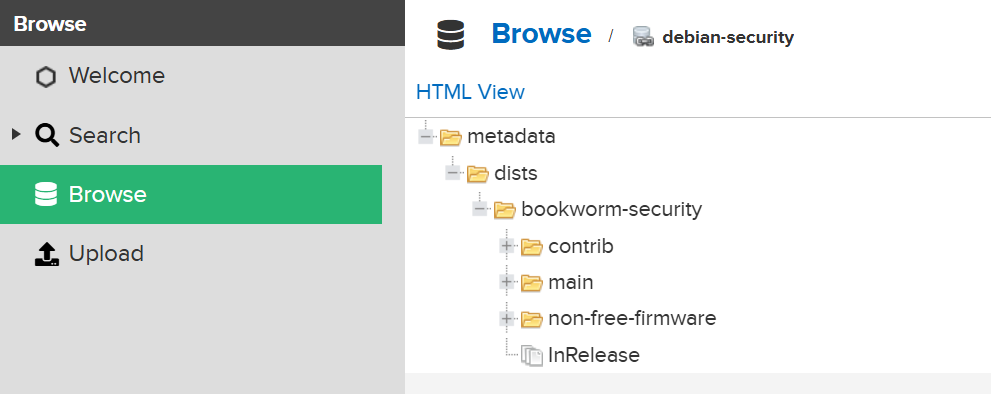 Browse
Welcome
Search
Browse
Upload
Browse / debian-security
HTML View
metadata
dists
bookworm-security
contrib
main
non-free-firmware
InRelease